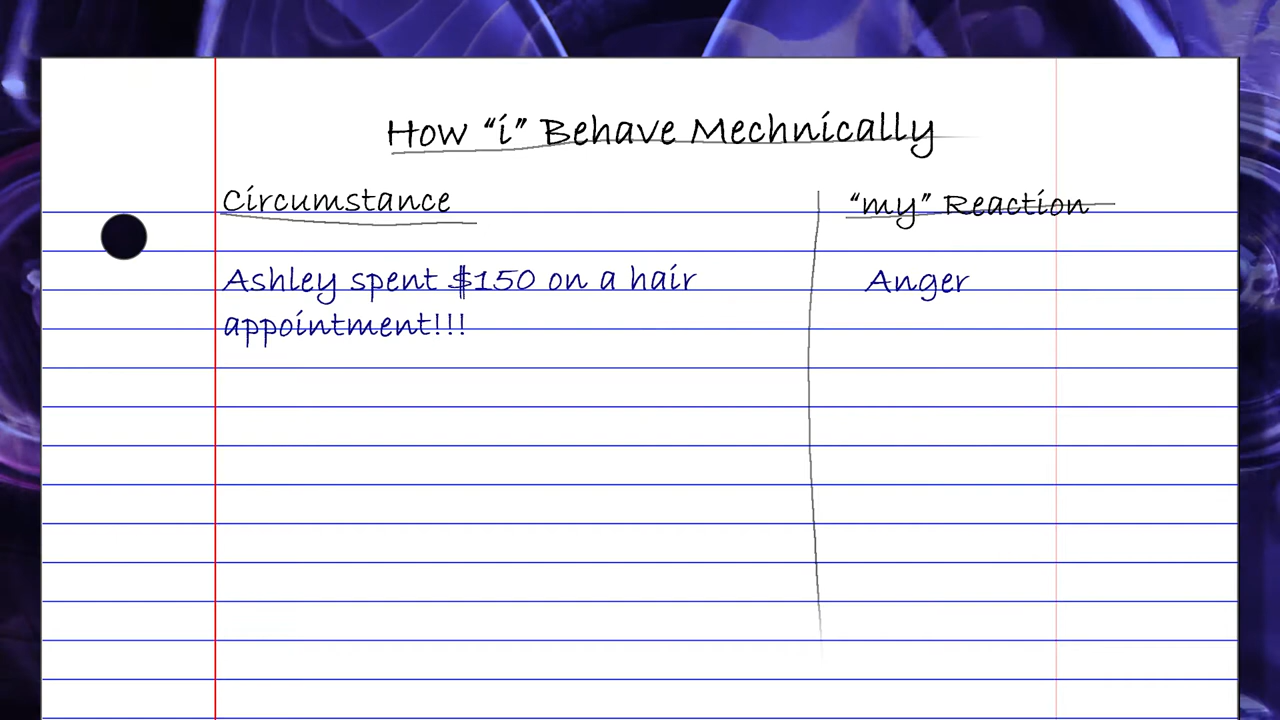 How “i” Behave Mechnically
Circumstance
“my” Reaction
Ashley spent $150 on a hair
appointment!!!
Anger